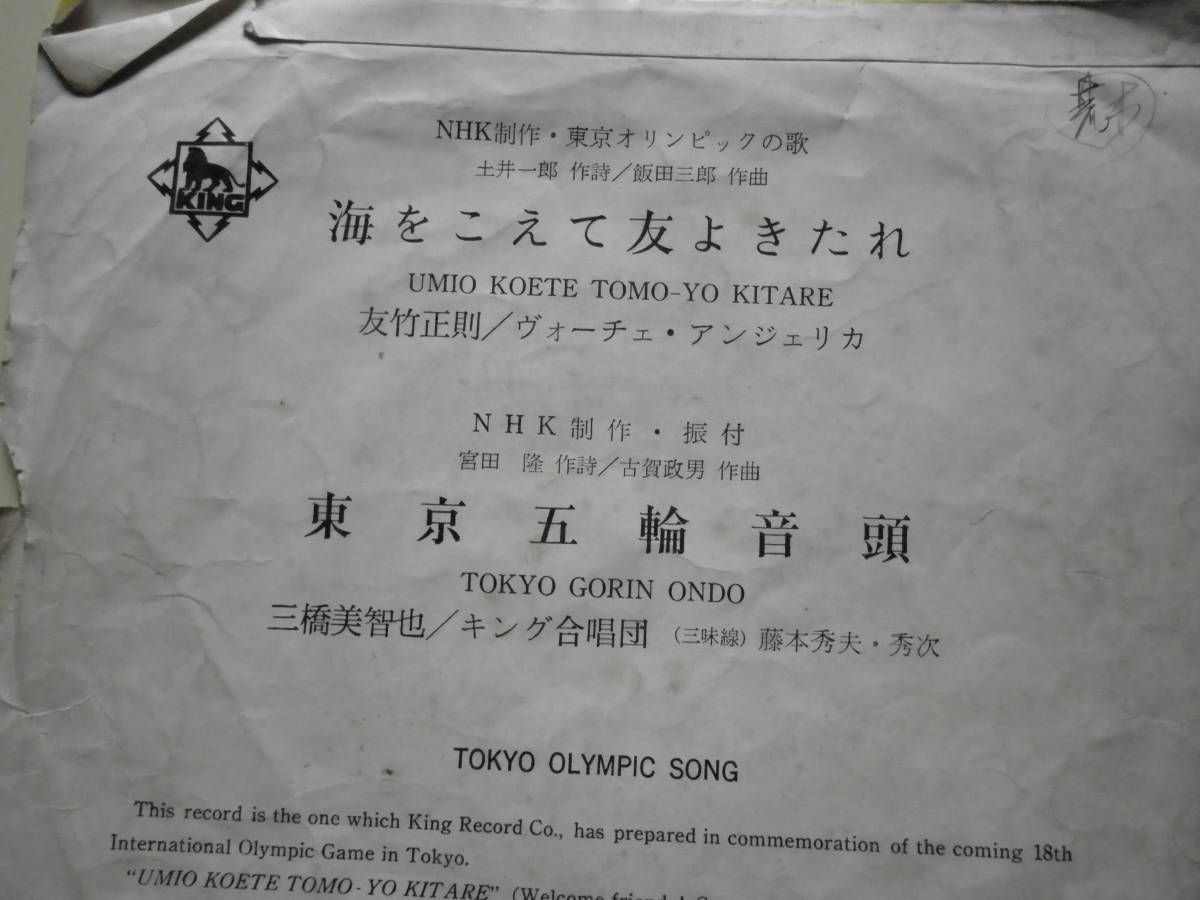 KING
NHK制作・東京オリンピックの歌
土井一郎 作詩／飯田三郎 作曲
海をこえて友よきたれ
UMIO KOETE TOMO-YO KITARE
友竹正則／ヴォーチェ・アンジェリカ
NHK制作・振付
宮田 隆 作詩／古賀政男 作曲
東京五輪音頭
TOKYO GORIN ONDO
三橋美智也／キング合唱団 （三味線）藤本秀夫・秀次
TOKYO OLYMPIC SONG
This record is the one which King Record Co., has prepared in commemoration of the coming 18th
International Olympic Game in Tokyo.
"UMIO KOETE TOMO-YO KITARE" (Welcome friend